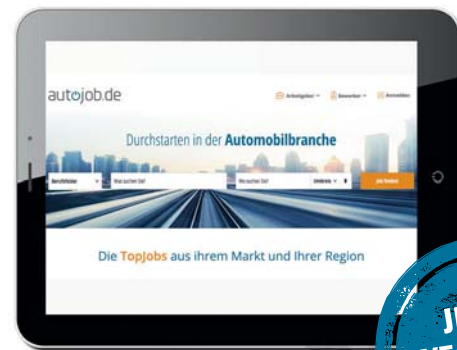 autojob.de
Arbeitgeber Bewerber Anmelden
Durchstarten in der Automobilbranche
Berufsfelder Was suchen Sie? Wo suchen Sie? Umkreis Job finden!
Die TopJobs aus ihrem Markt und Ihrer Region